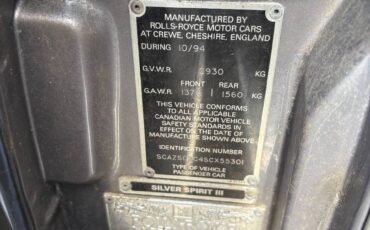 MANUFACTURED BY
ROLLS-ROYCE MOTOR CARS
AT CREWE, CHESHIRE, ENGLAND
DURING 10/94
G.V.W.R. 2930 KG
FRONT REAR
G.A.W.R. 1560 KG
THIS VEHICLE CONFORMS
TO ALL APPLICABLE
CANADIAN MOTOR VEHICLE
SAFETY STANDARDS IN
EFFECT ON THE DATE OF
MANUFACTURE SHOWN ABOVE
IDENTIFICATION NUMBER
TYPE OF VEHICLE
PASSENGER CAR
SILVER SPIRIT III